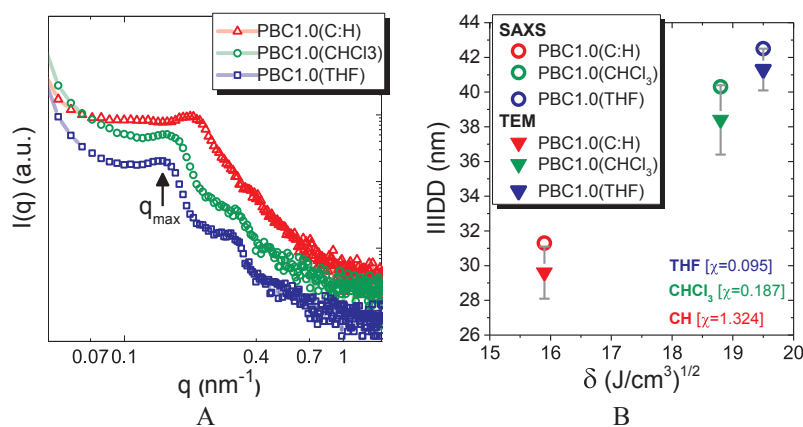 PBC1.0(C:H)
PBC1.0(CHCl3)
PBC1.0(THF)
I(q) (a.u.)
qmax
0.07 0.1 0.4 0.7 1
q (nm⁻¹)
A
SAXS
PBC1.0(C:H)
PBC1.0(CHCl₃)
PBC1.0(THF)
TEM
PBC1.0(C:H)
PBC1.0(CHCl₃)
PBC1.0(THF)
44
42
40
38
36
34
32
30
28
26
IIIDD (nm)
THF [χ=0.095]
CHCl₃ [χ=0.187]
CH [χ=1.324]
15 16 17 18 19 20
δ (J/cm³)¹/²
B